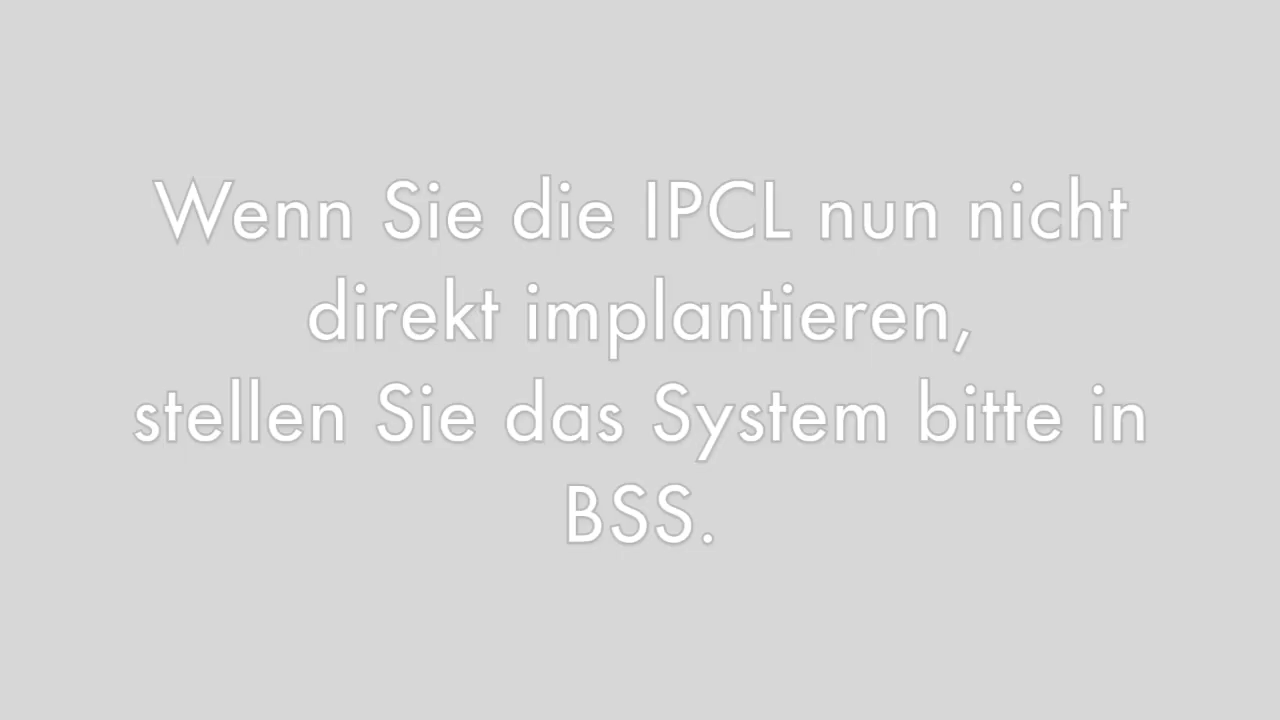 Wenn Sie die IPCL nun nicht
direkt implantieren,
stellen Sie das System bitte in
BSS.